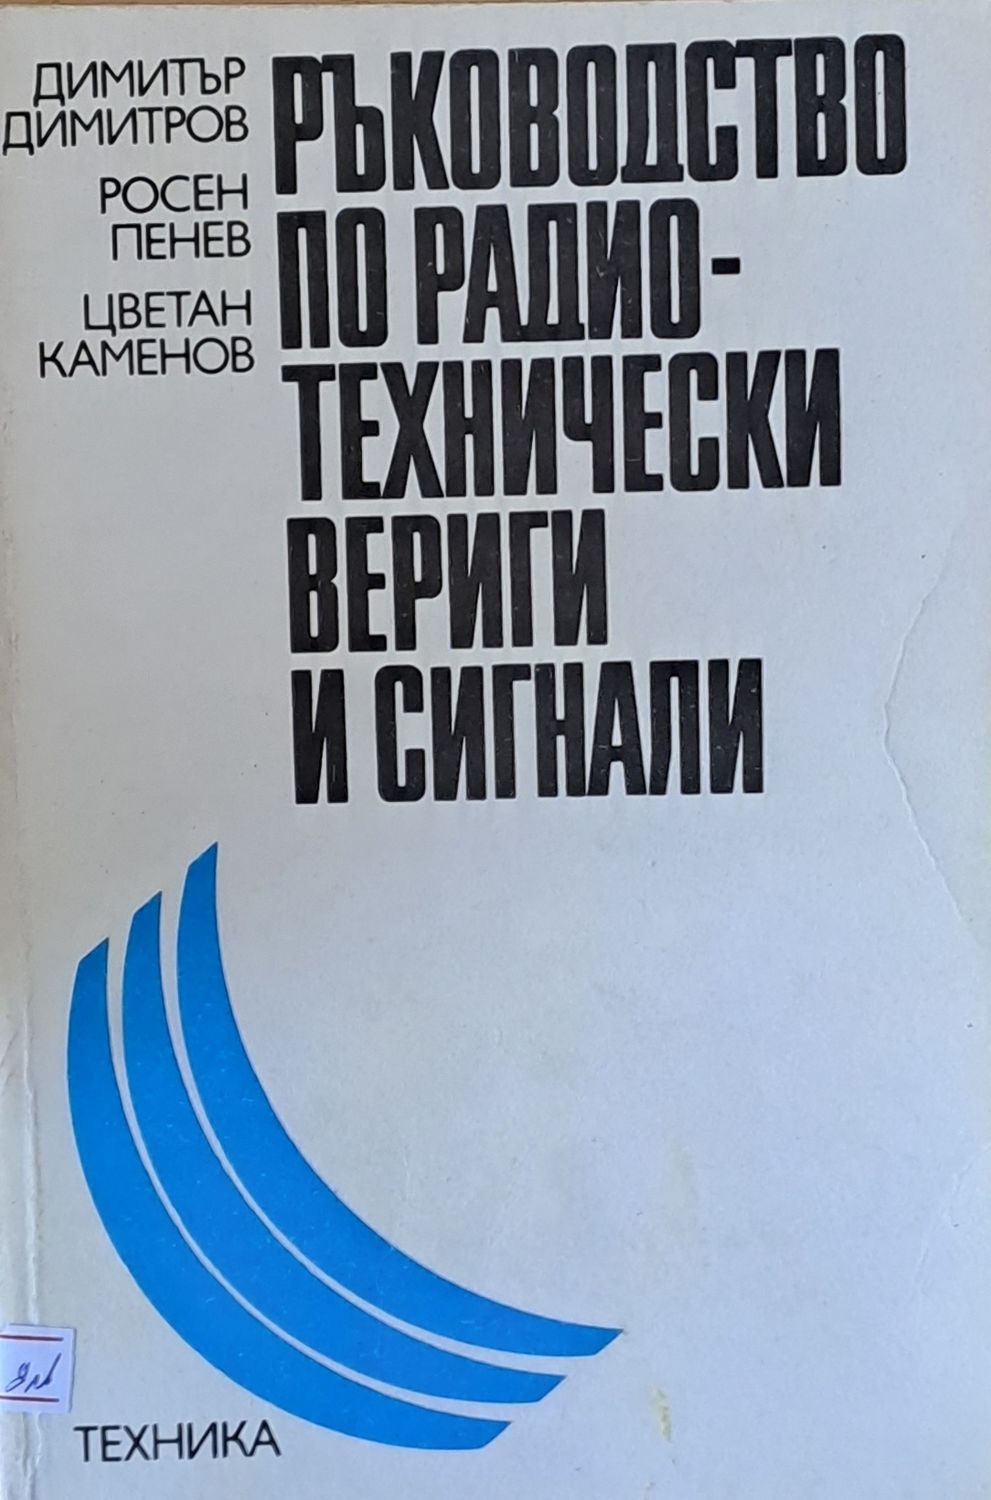 ДИМИТЪР
ДИМИТРОВ
РОСЕН
ПЕНЕВ
ЦВЕТАН
КАМЕНОВ
РЪКОВОДСТВО
ПО РАДИО-
ТЕХНИЧЕСКИ
ВЕРИГИ
И СИГНАЛИ
ТЕХНИКА